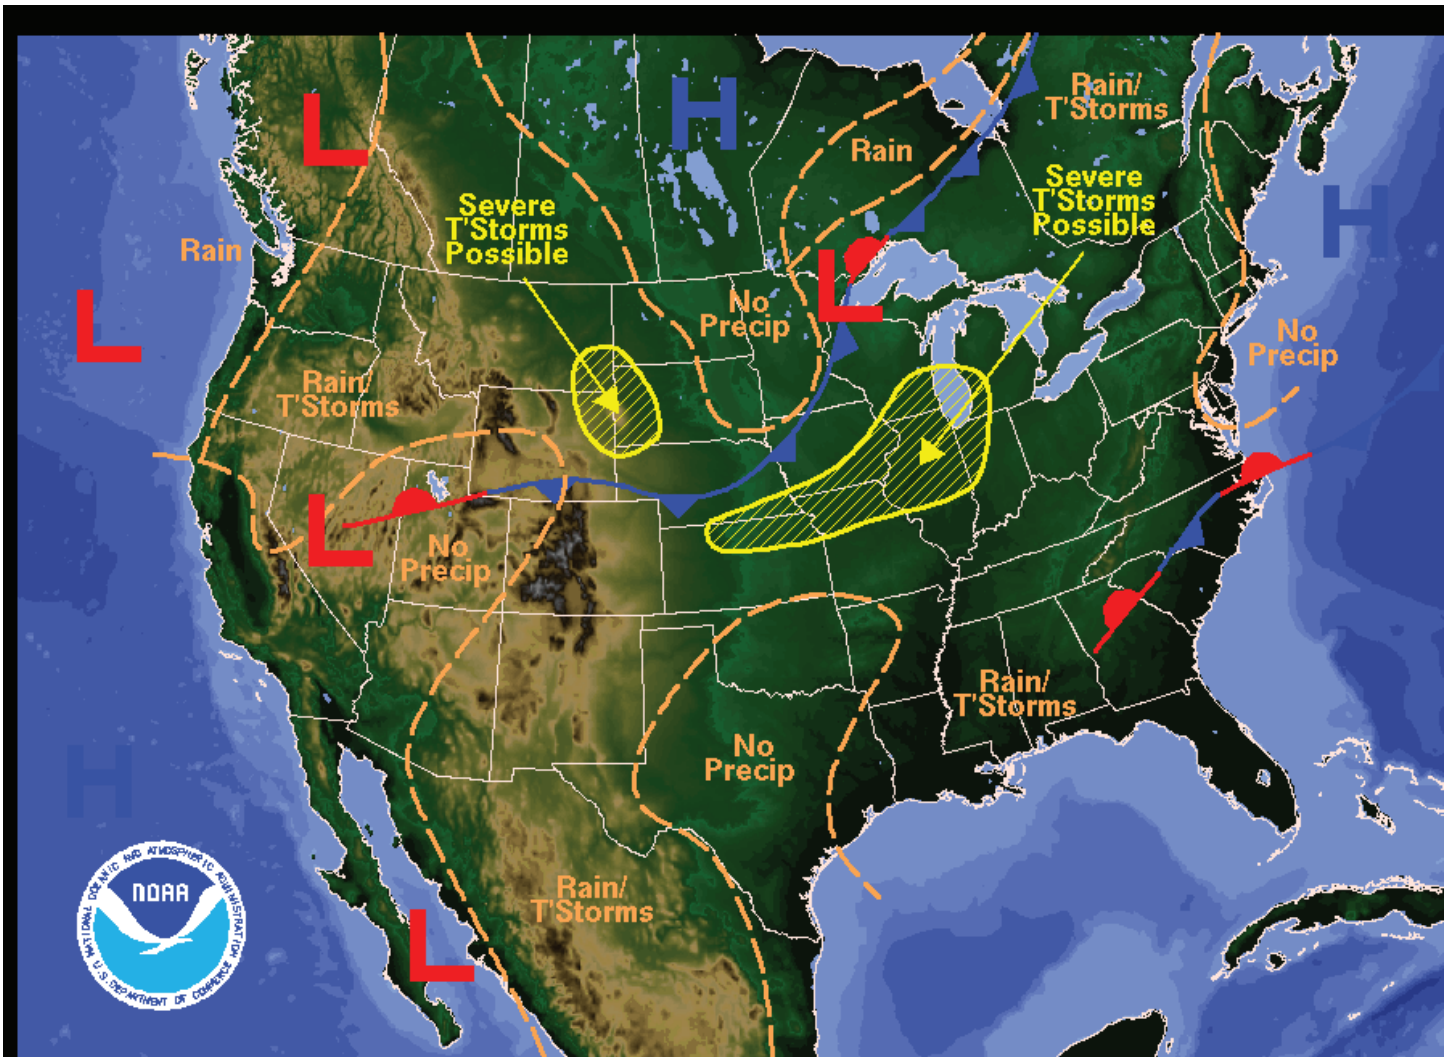 H
Rain/
T'Storms
L
Rain
Severe
T'Storms
Possible
Severe
T'Storms
Possible
H
Rain
L
L
No
Precip
No
Precip
Rain/
T'Storms
L
No
Precip
Rain/
T'Storms
No
Precip
H
Rain/
T'Storms
L
NATIONAL OCEANIC AND ATMOSPHERIC ADMINISTRATION
NOAA
U.S. DEPARTMENT OF COMMERCE